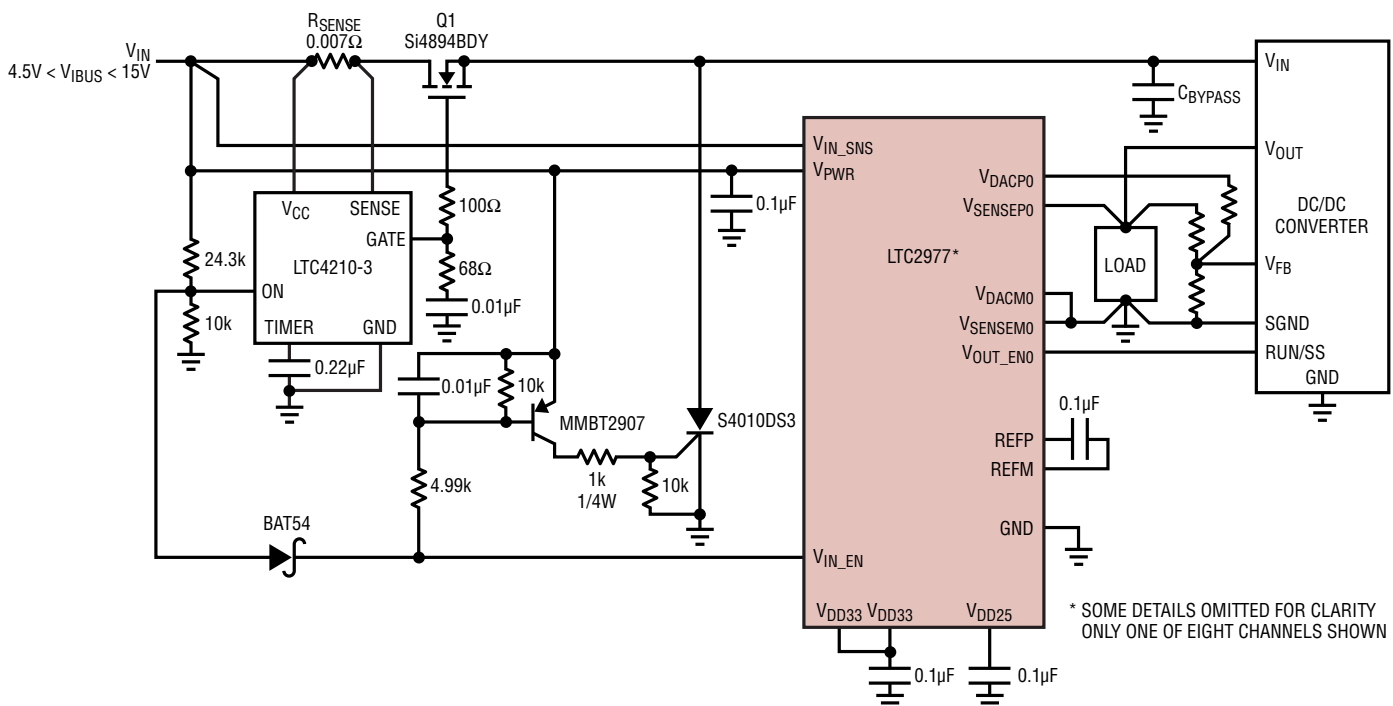 RSENSE
0.007Ω
Q1
Si4894BDY
VIN
4.5V < VIBUS < 15V
VIN
CBYPASS
VIN_SNS
VPWR
VOUT
VDACP0
VSENSEP0
0.1µF
DC/DC
CONVERTER
VCC
SENSE
100Ω
GATE
LTC4210-3
24.3k
68Ω
LTC2977*
LOAD
VFB
ON
0.01µF
VDACM0
10k
TIMER
GND
VSENSEM0
SGND
VOUT_EN0
RUN/SS
GND
0.22µF
0.01µF
10k
MMBT2907
S4010DS3
0.1µF
REFP
REFM
1k
1/4W
10k
4.99k
BAT54
GND
VIN_EN
VDD33
VDD33
VDD25
* SOME DETAILS OMITTED FOR CLARITY
ONLY ONE OF EIGHT CHANNELS SHOWN
0.1µF
0.1µF